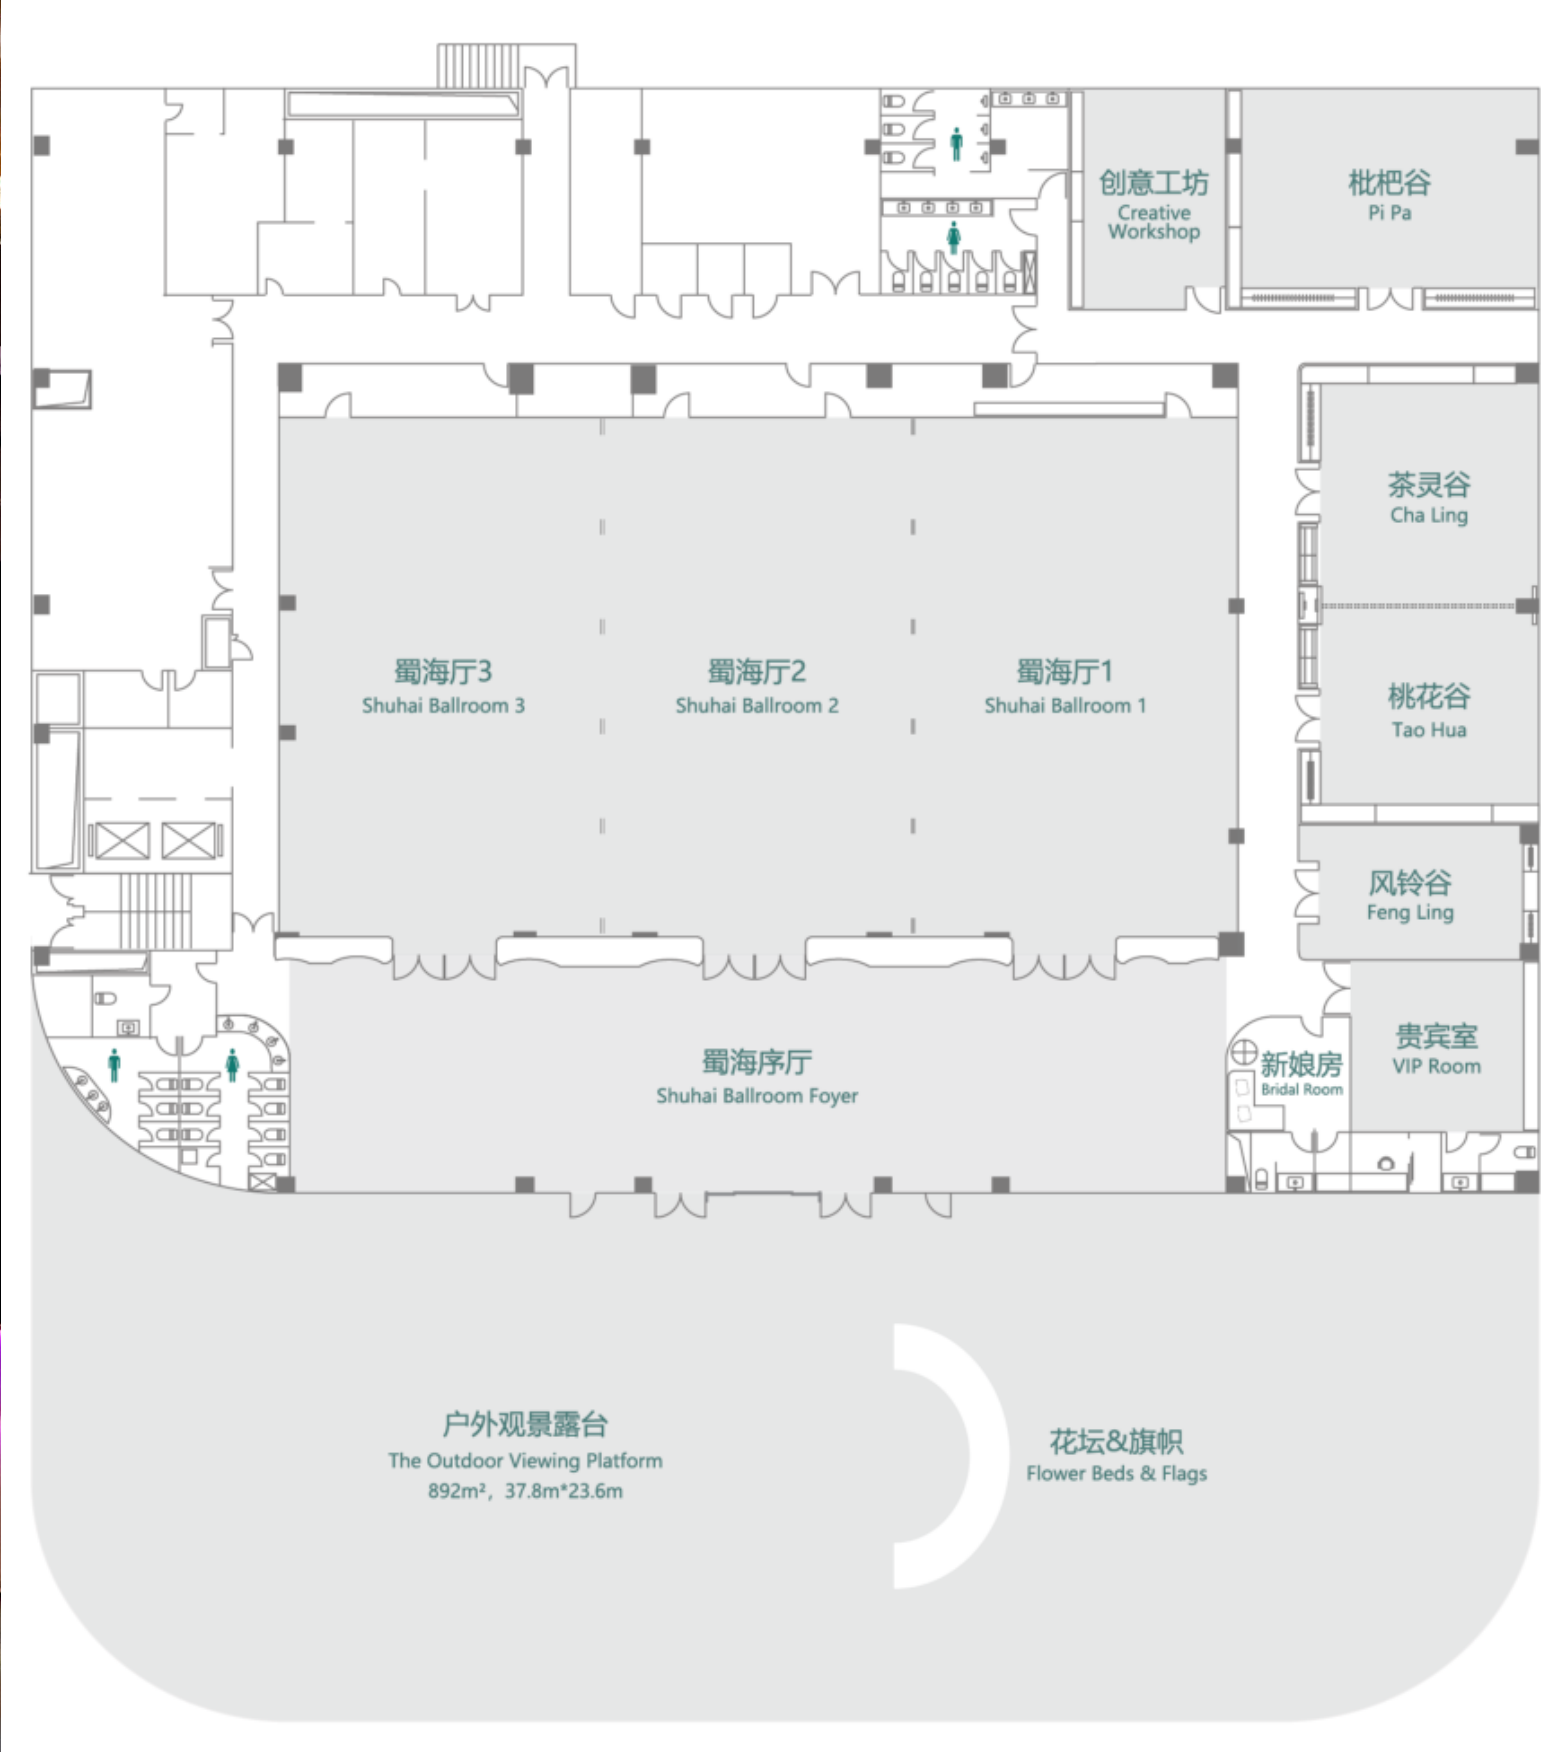 创意工坊
Creative
Workshop
枇杷谷
Pi Pa
茶灵谷
Cha Ling
蜀海厅3
Shuhai Ballroom 3
蜀海厅2
Shuhai Ballroom 2
蜀海厅1
Shuhai Ballroom 1
桃花谷
Tao Hua
风铃谷
Feng Ling
蜀海序厅
Shuhai Ballroom Foyer
新娘房
Bridal Room
贵宾室
VIP Room
户外观景露台
The Outdoor Viewing Platform
892m²，37.8m*23.6m
花坛&旗帜
Flower Beds & Flags